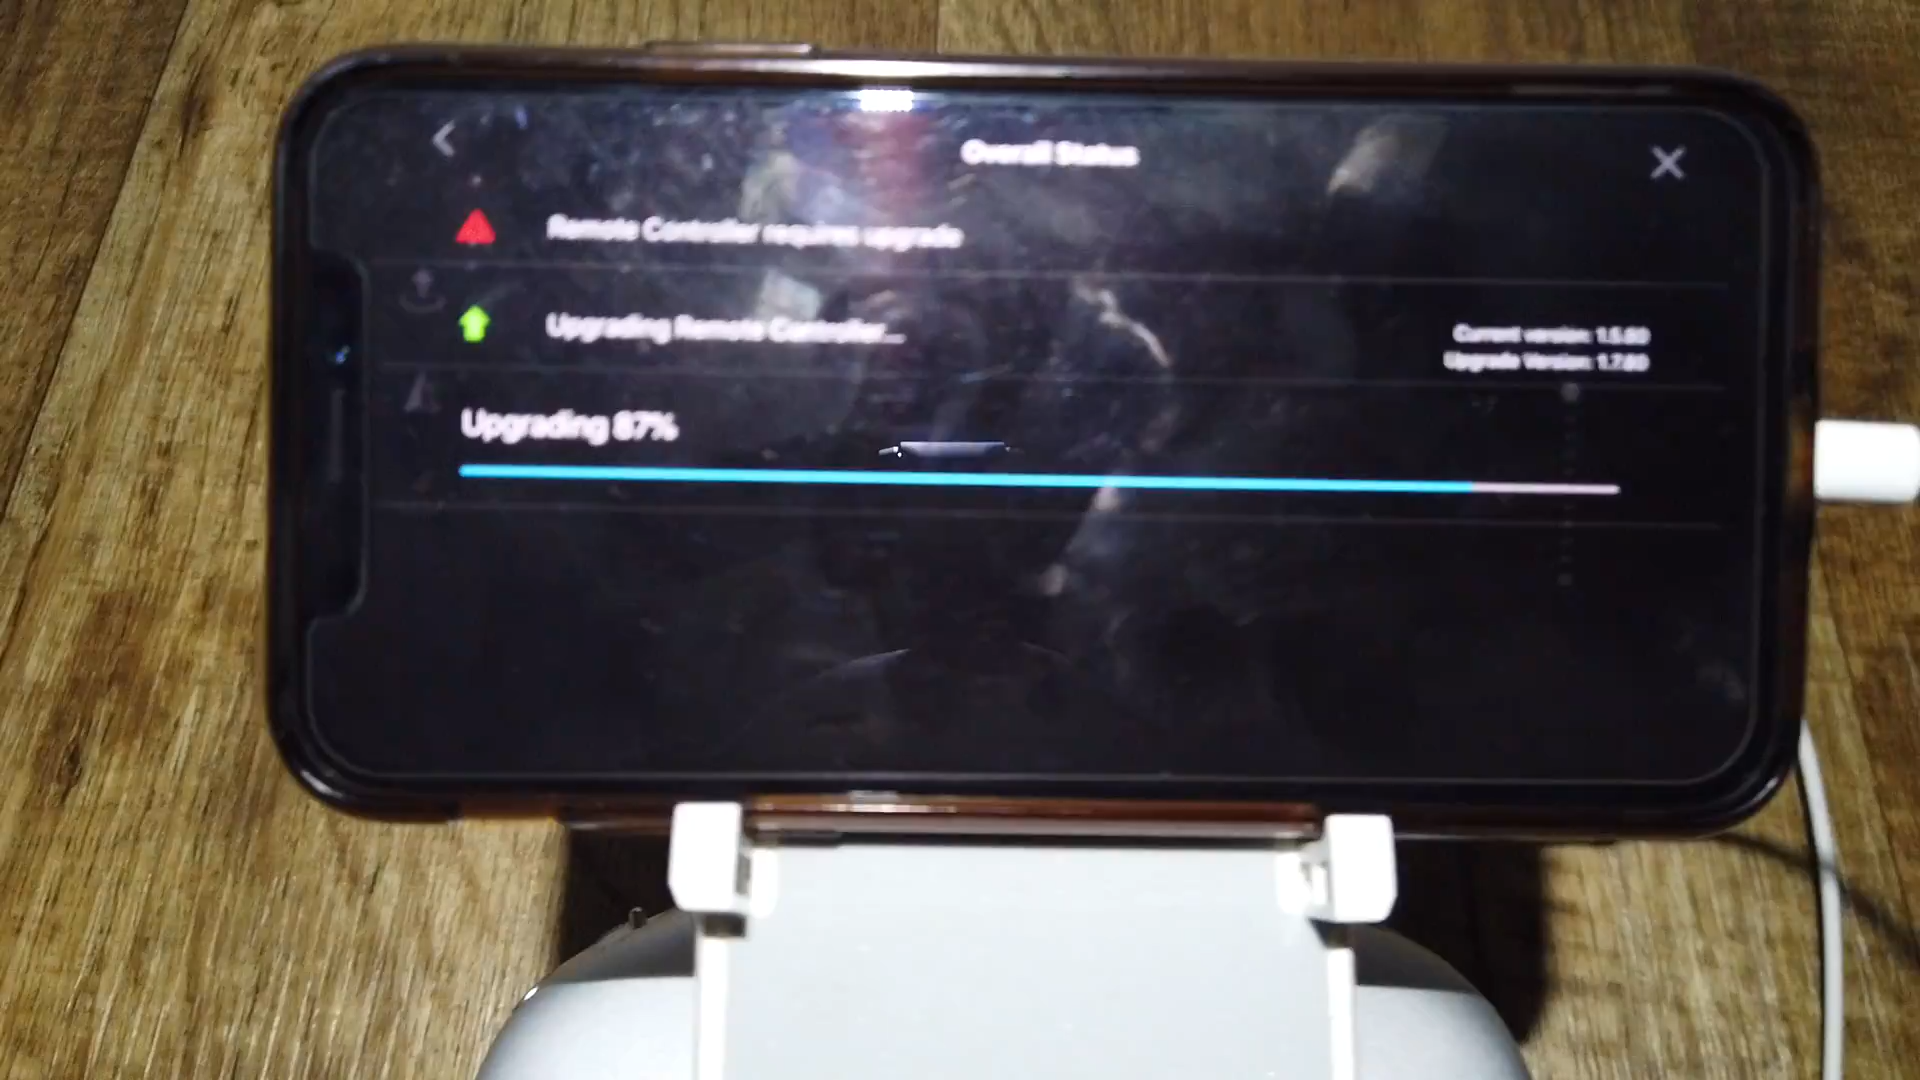 Overall Status
Remote Controller requires upgrade
Upgrading Remote Controller...
Current version: 1.5.80
Upgrade Version: 1.7.80
Upgrading 87%